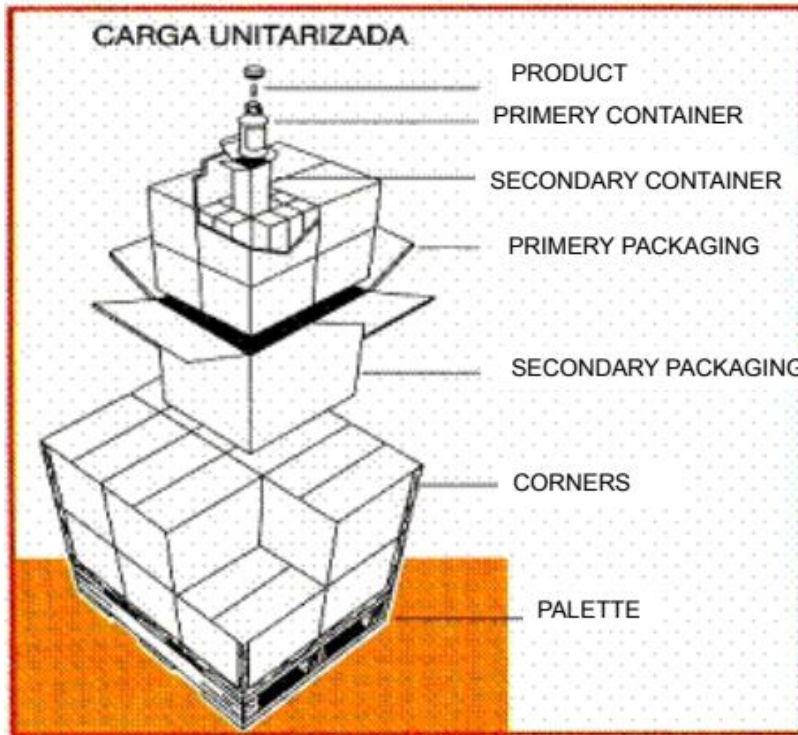 CARGA UNITARIZADA
PRODUCT
PRIMERY CONTAINER
SECONDARY CONTAINER
PRIMERY PACKAGING
SECONDARY PACKAGING
CORNERS
PALETTE